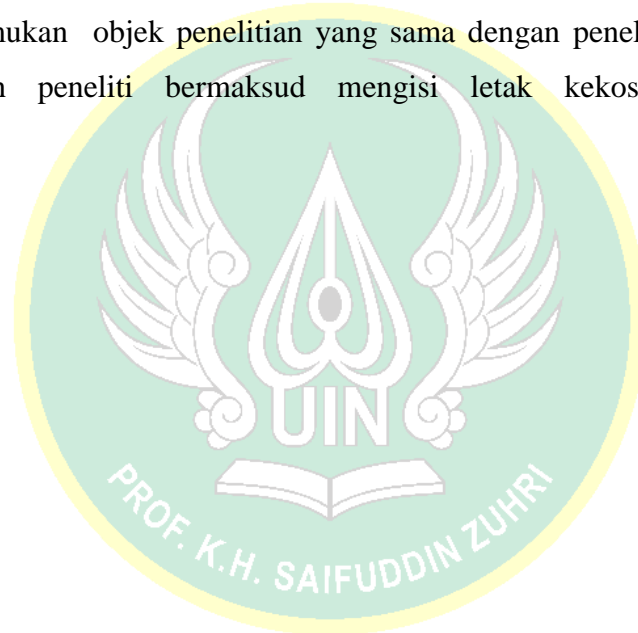 nukan objek penelitian yang sama dengan penel
peneliti bermaksud mengisi letak kekos
UIN
PROF. K.H. SAIFUDDIN ZUHRI